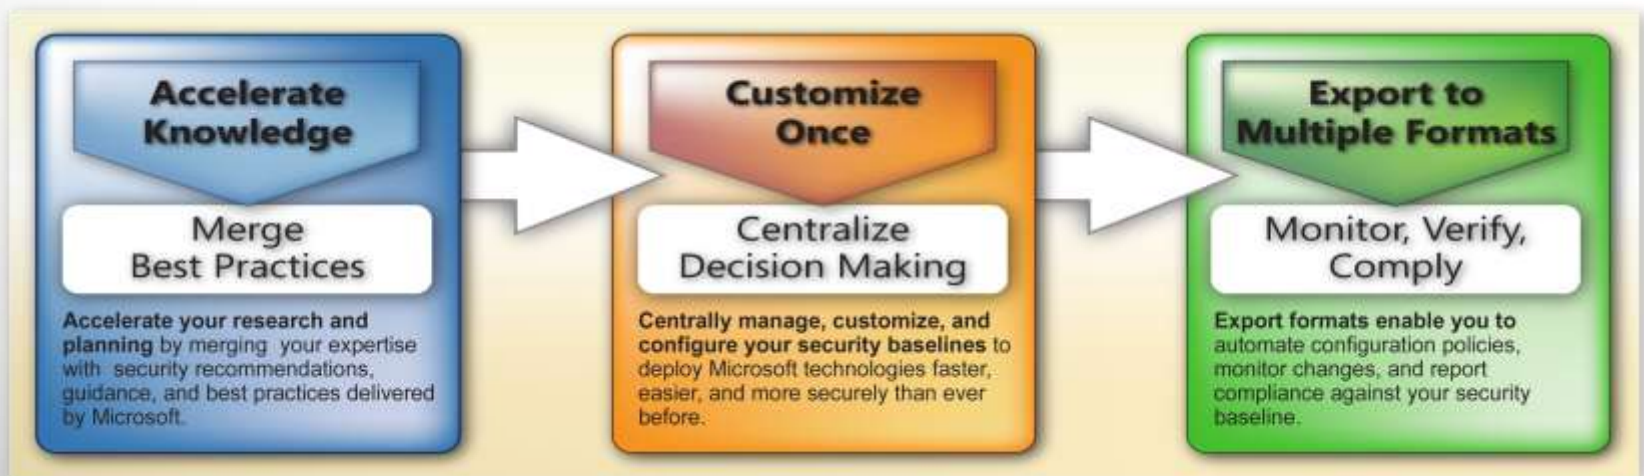 Accelerate
Knowledge
Merge
Best Practices
Accelerate your research and
planning by merging your expertise
with security recommendations,
guidance, and best practices delivered
by Microsoft.
Customize
Once
Centralize
Decision Making
Centrally manage, customize, and
configure your security baselines to
deploy Microsoft technologies faster,
easier, and more securely than ever
before.
Export to
Multiple Formats
Monitor, Verify,
Comply
Export formats enable you to
automate configuration policies,
monitor changes, and report
compliance against your security
baseline.